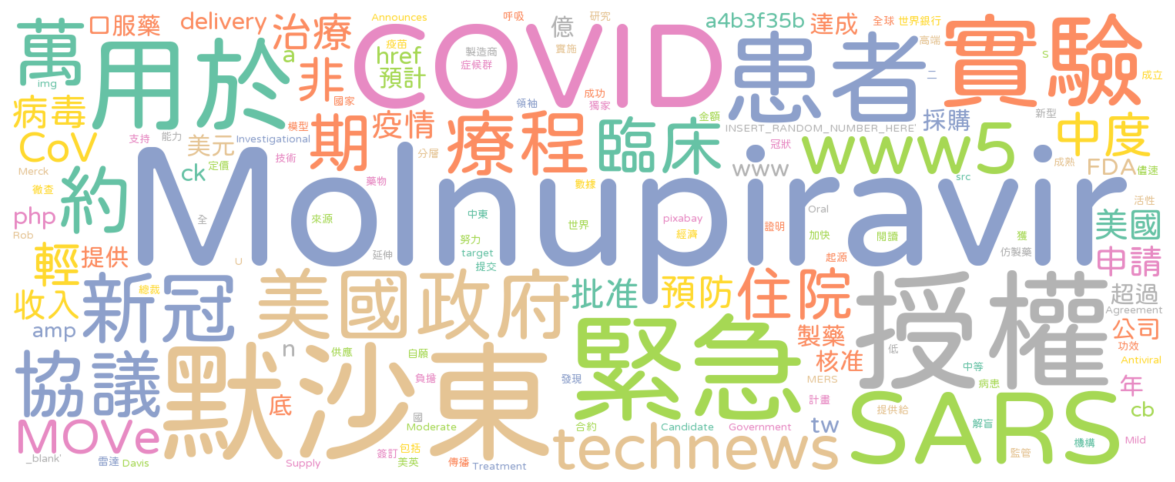 萬
口服藥
delivery
治療
Announces
呼吸
億
研究
a4b3f35b
達成
全球
世界銀行
img
用於
a
非
疫苗
href
預計
COVID
製造商
症候群
實施
患者
高端
實驗
二
s
成立
病毒
CoV
國家
期
疫情
領袖
成功
獨家
療程
臨床
金額
INSERT_RANDOM_NUMBER_HERE'
採購
新型
中度
支持
能力
美元
Investigational
模型
分層
www
冠狀
www5
成熟
FDA
儘速
Merck
徹查
約
ck
定價
Molnupiravir
藥物
數據
src
活性
php
Rob
全
來源
中東
世界
pixabay
經濟
Oral
證明
加快
閱讀
獲
仿製藥
美國
輕
提供
U
延伸
努力
target
提交
起源
申請
收入
新冠
總裁
美國政府
批准
預防
住院
授權
超過
Agreement
amp
n
供應
自願
緊急
製藥
核准
低
公司
功效
Antiviral
協議
默沙東
底
負擔
發現
MERS
中等
病患
年
MOVe
國
Moderate
合約
Candidate
Government
計畫
tw
SARS
提供給
解盲
cb
_blank'
雷達
Davis
Supply
簽訂
包括
奕英
傳播
Treatment
technews
監管
機構
Mild